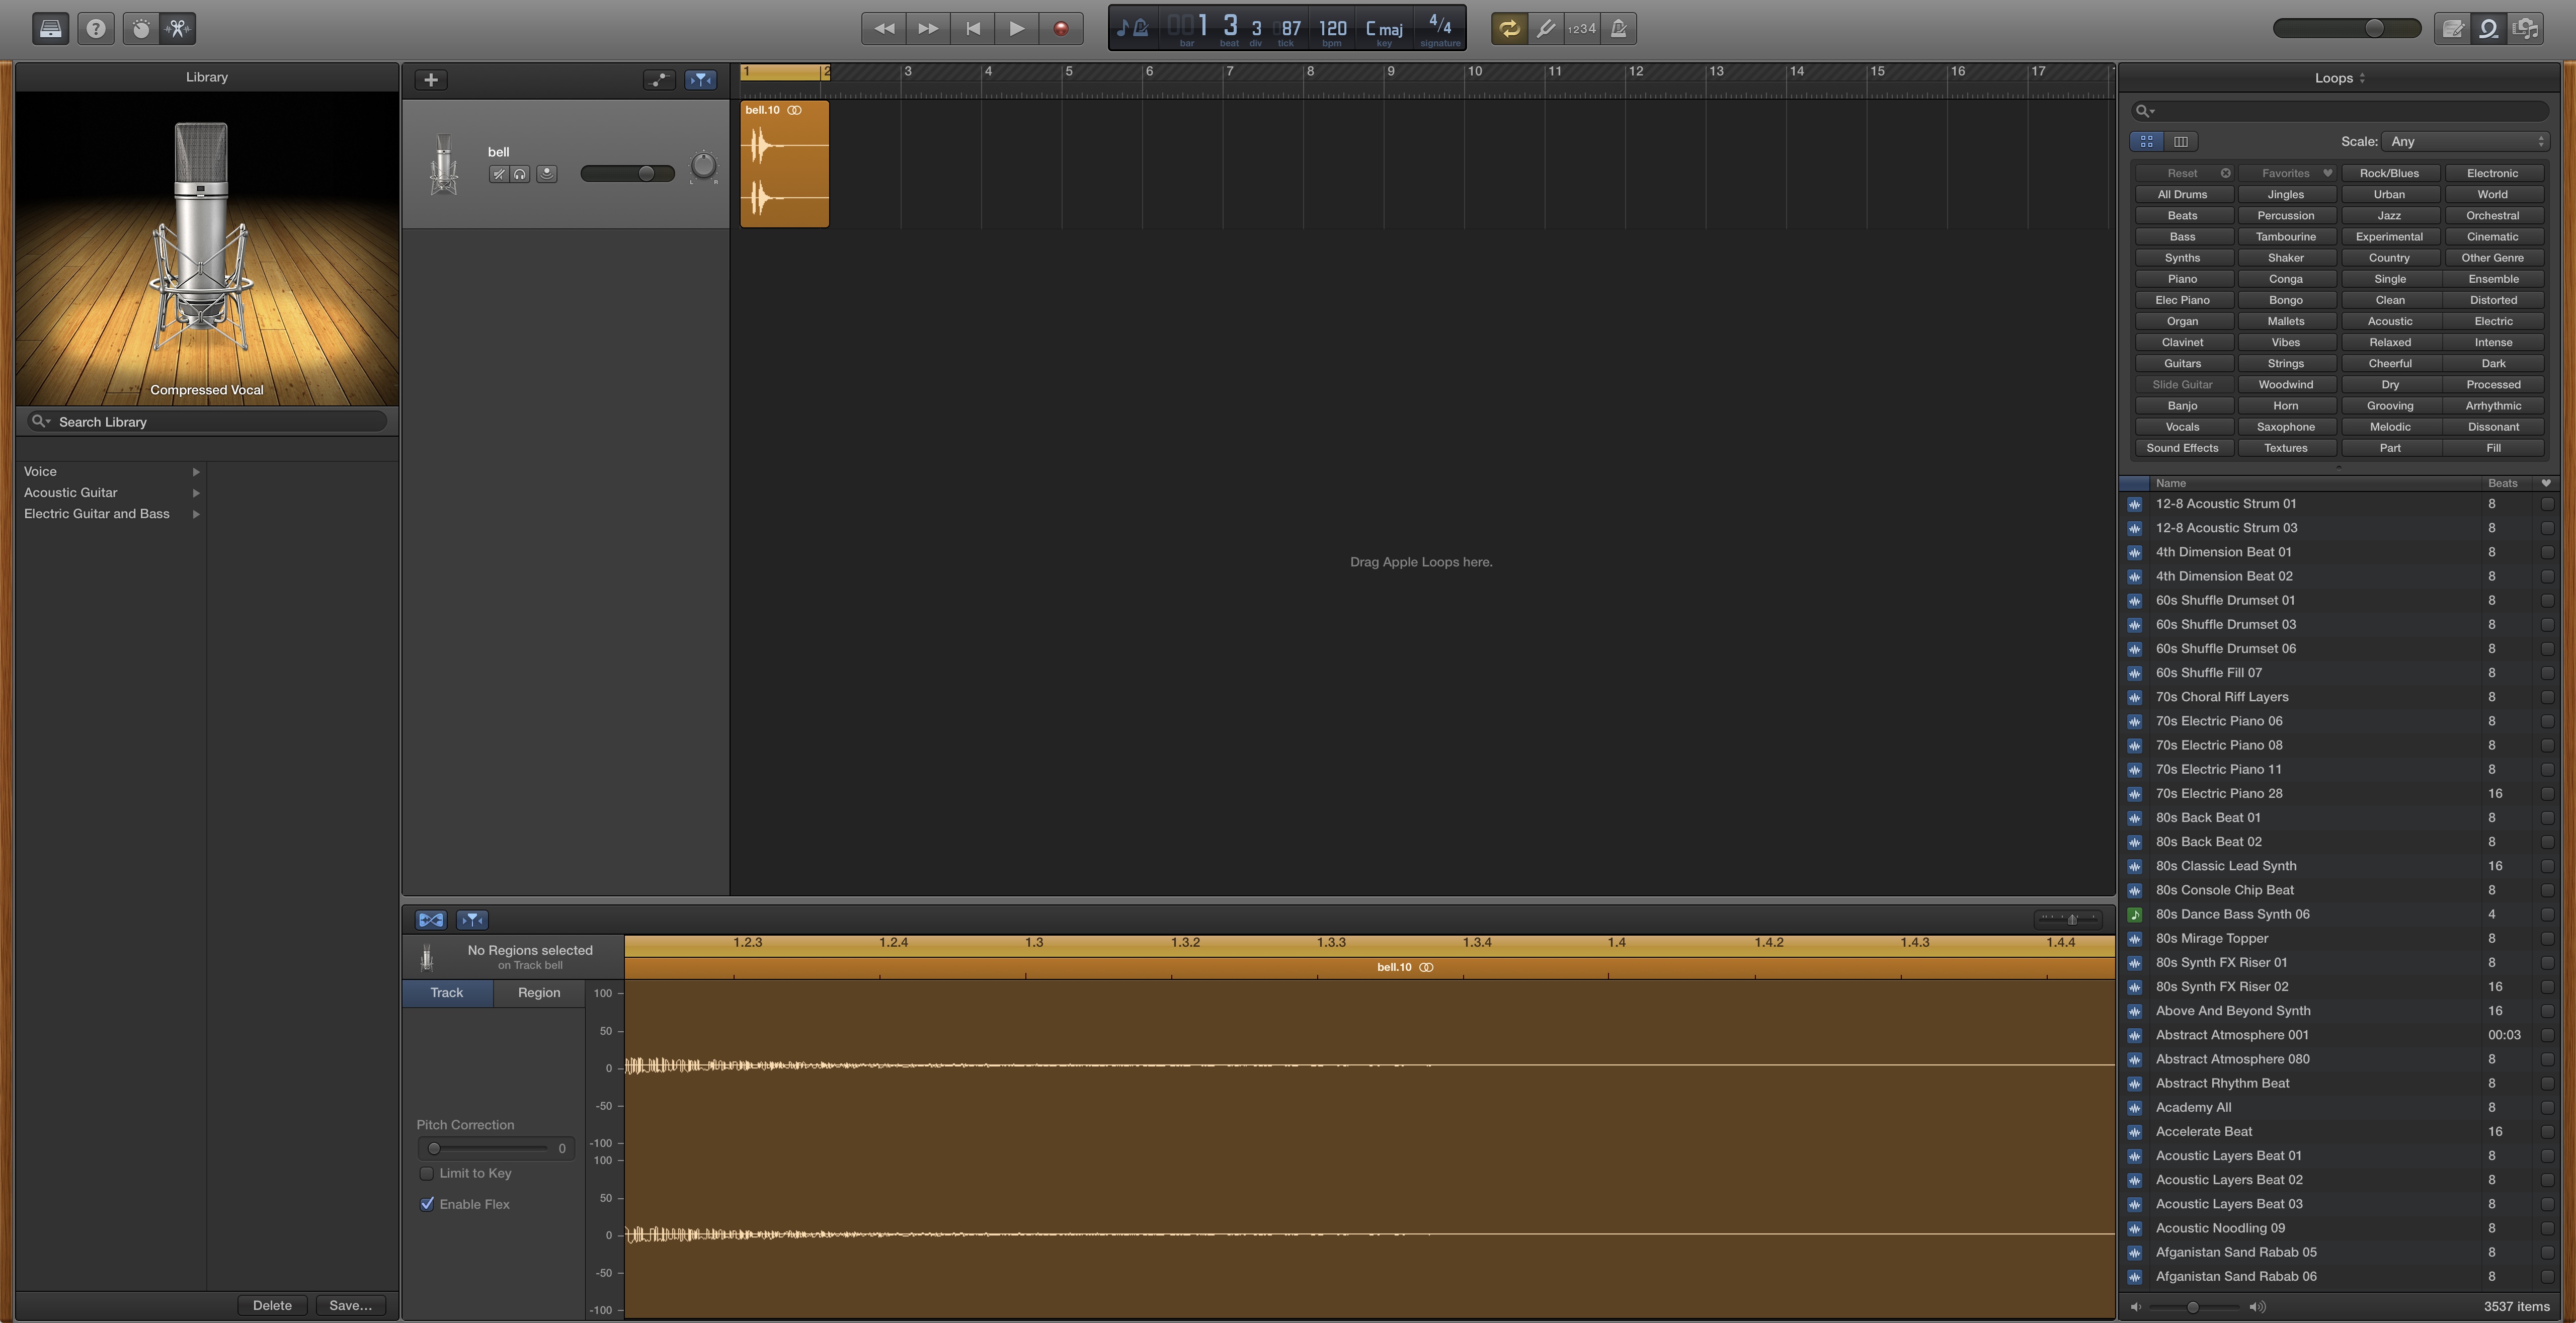 001 3 3 087 120 C maj 4/4
bar beat div tick bpm key signature
1234
Library
Compressed Vocal
Search Library
Voice
Acoustic Guitar
Electric Guitar and Bass
Delete Save...
bell
L R
1 2 3 4 5 6 7 8 9 10 11 12 13 14 15 16 17
bell.10
Drag Apple Loops here.
No Regions selected
on Track bell
Track Region
Pitch Correction
0
Limit to Key
Enable Flex
1.2.3 1.2.4 1.3 1.3.2 1.3.3 1.3.4 1.4 1.4.2 1.4.3 1.4.4
bell.10
100
50
0
-50
-100
100
50
0
-50
-100
Loops
Scale: Any
Reset Favorites Rock/Blues Electronic
All Drums Jingles Urban World
Beats Percussion Jazz Orchestral
Bass Tambourine Experimental Cinematic
Synths Shaker Country Other Genre
Piano Conga Single Ensemble
Elec Piano Bongo Clean Distorted
Organ Mallets Acoustic Electric
Clavinet Vibes Relaxed Intense
Guitars Strings Cheerful Dark
Slide Guitar Woodwind Dry Processed
Banjo Horn Grooving Arrhythmic
Vocals Saxophone Melodic Dissonant
Sound Effects Textures Part Fill
Name Beats
12-8 Acoustic Strum 01 8
12-8 Acoustic Strum 03 8
4th Dimension Beat 01 8
4th Dimension Beat 02 8
60s Shuffle Drumset 01 8
60s Shuffle Drumset 03 8
60s Shuffle Drumset 06 8
60s Shuffle Fill 07 8
70s Choral Riff Layers 8
70s Electric Piano 06 8
70s Electric Piano 08 8
70s Electric Piano 11 8
70s Electric Piano 28 16
80s Back Beat 01 8
80s Back Beat 02 8
80s Classic Lead Synth 16
80s Console Chip Beat 8
80s Dance Bass Synth 06 4
80s Mirage Topper 8
80s Synth FX Riser 01 8
80s Synth FX Riser 02 16
Above And Beyond Synth 16
Abstract Atmosphere 001 00:03
Abstract Atmosphere 080 8
Abstract Rhythm Beat 8
Academy All 8
Accelerate Beat 16
Acoustic Layers Beat 01 8
Acoustic Layers Beat 02 8
Acoustic Layers Beat 03 8
Acoustic Noodling 09 8
Afganistan Sand Rabab 05 8
Afganistan Sand Rabab 06 8
3537 items